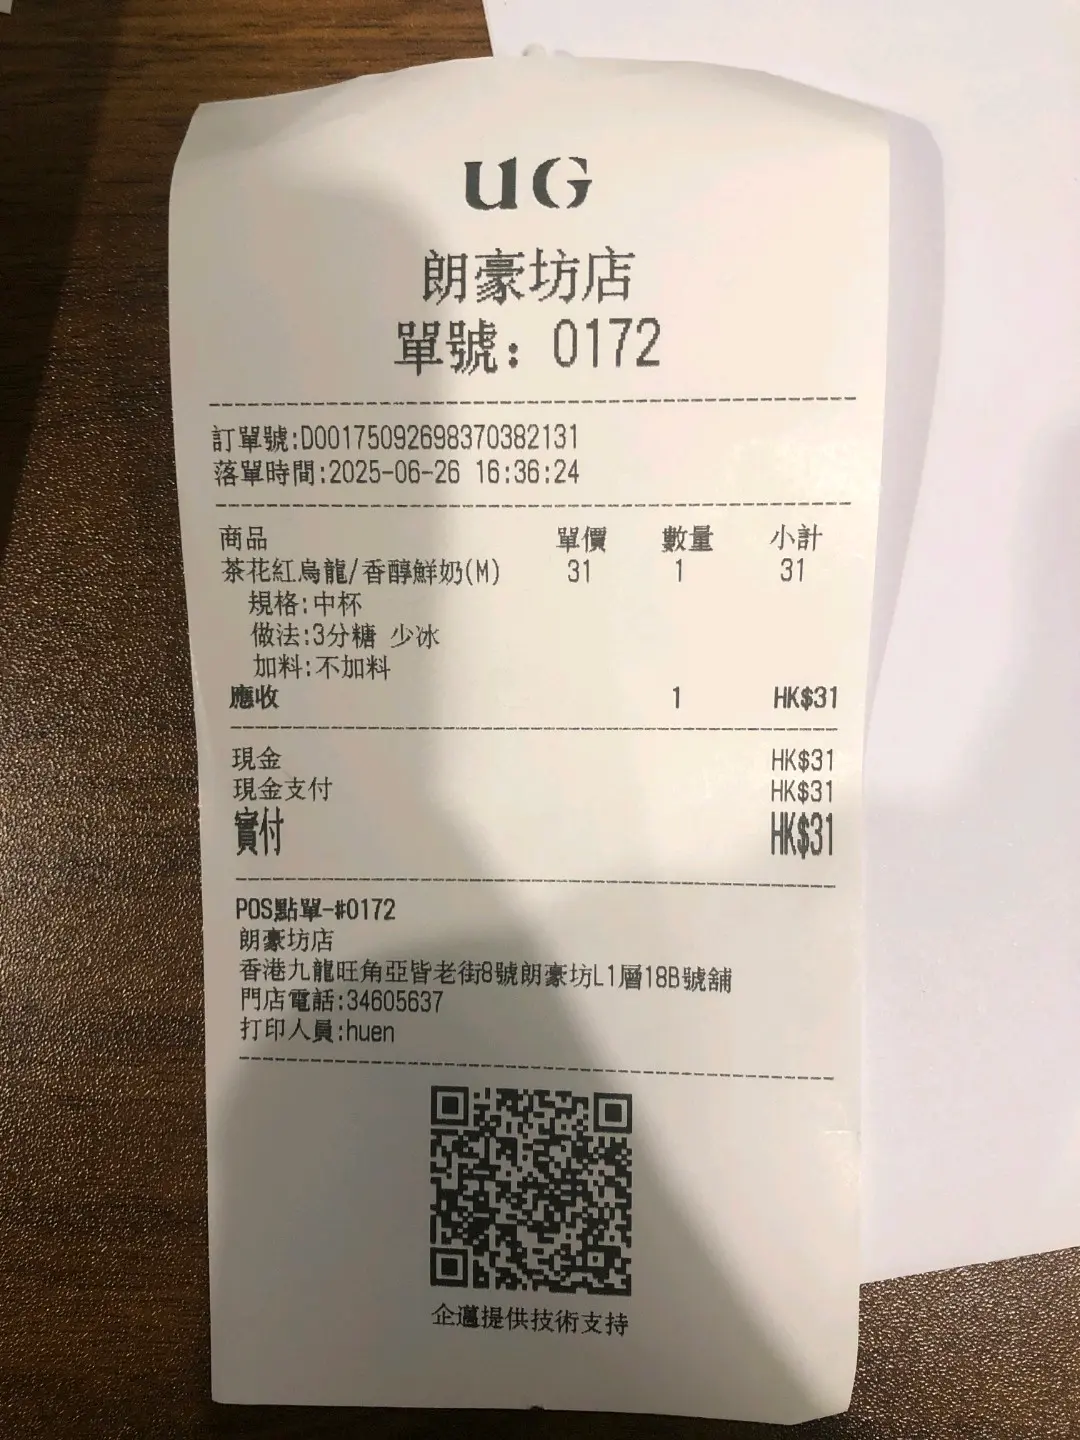 uG
朗豪坊店
單號: 0172
訂單號:D00175092698370382131
落單時間:2025-06-26 16:36:24
商品 單價 數量 小計
茶花紅烏龍/香醇鮮奶(M) 31 1 31
規格:中杯
做法:3分糖 少冰
加料:不加料
應收 1 HK$31
現金 HK$31
現金支付 HK$31
實付 HK$31
POS點單-#0172
朗豪坊店
香港九龍旺角亞皆老街8號朗豪坊L1層18B號舖
門店電話:34605637
打印人員:huen
企邁提供技術支持